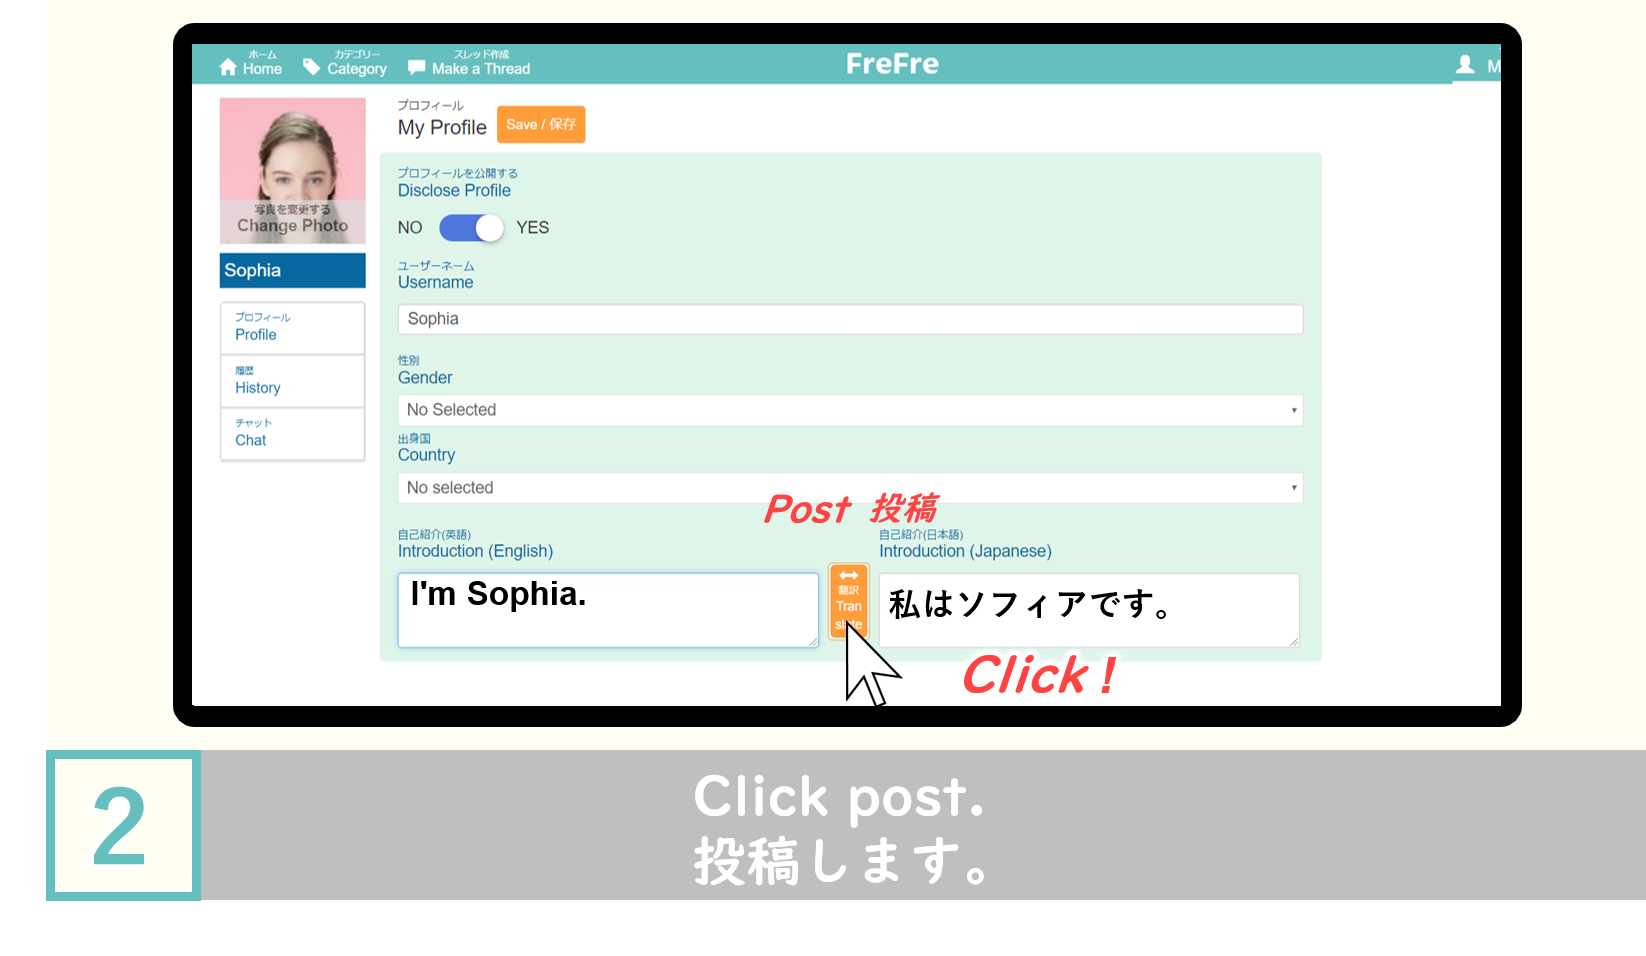 ホーム
Home
カテゴリー
Category
スレッド作成
Make a Thread
FreFre
M
写真を変更する
Change Photo
Sophia
プロフィール
Profile
履歴
History
チャット
Chat
プロフィール
My Profile
Save / 保存
プロフィールを公開する
Disclose Profile
NO YES
ユーザーネーム
Username
Sophia
性別
Gender
No Selected
出身国
Country
No selected
Post 投稿
自己紹介(英語)
Introduction (English)
I'm Sophia.
翻訳
Tran
slate
自己紹介(日本語)
Introduction (Japanese)
私はソフィアです。
Click !
2
Click post.
投稿します。